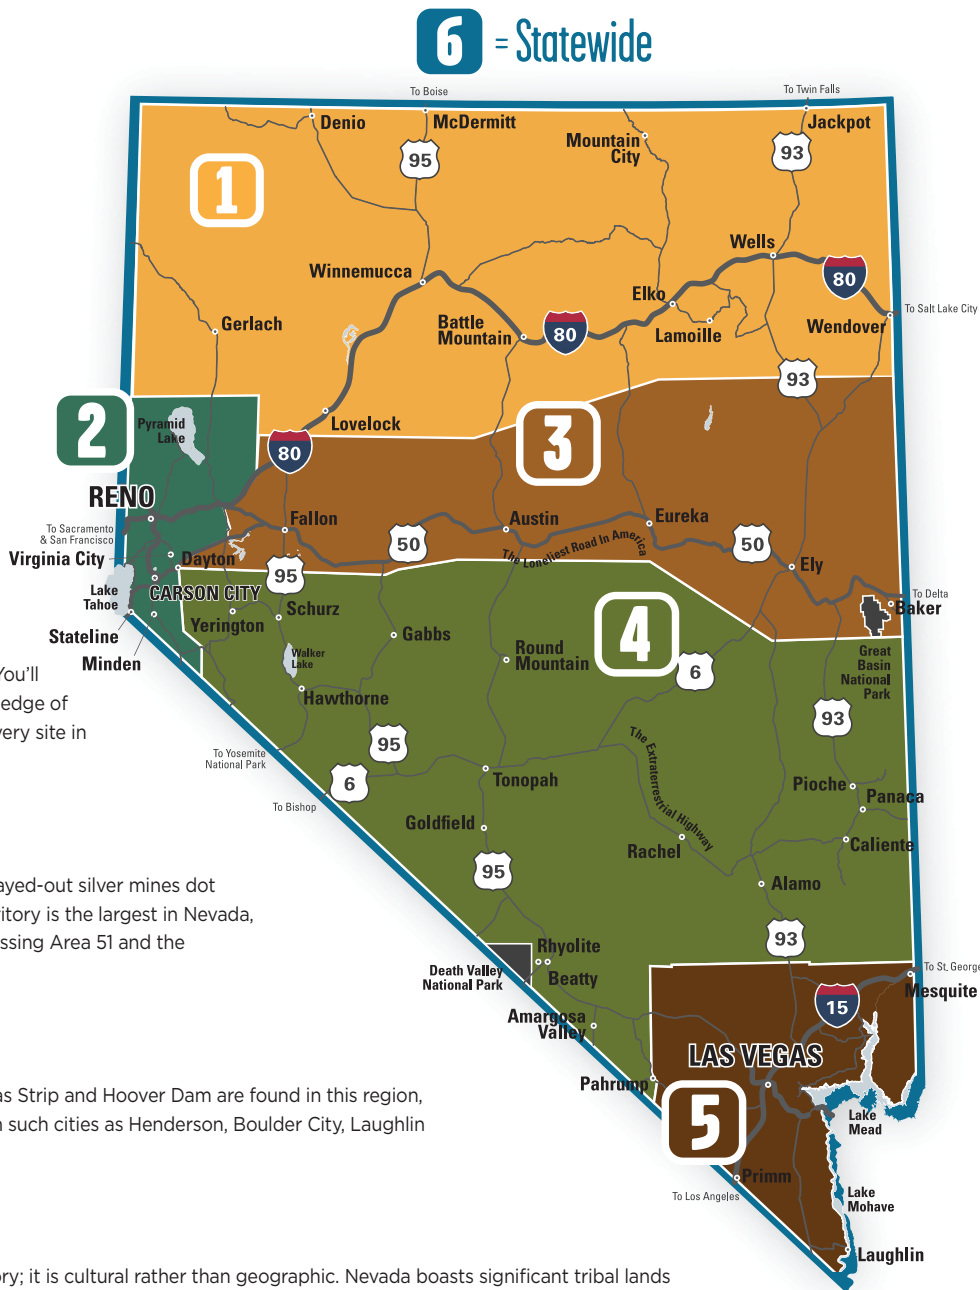 6 = Statewide
To Boise
To Twin Falls
Denio
McDermitt
Jackpot
Mountain
City
95
93
1
Wells
Winnemucca
80
Elko
To Salt Lake City
Gerlach
Battle
Mountain
80
Lamoille
Wendover
93
2
Pyramid
Lake
Lovelock
3
80
RENO
To Sacramento
& San Francisco
Fallon
Austin
Eureka
50
50
The Loneliest Road In America
Virginia City
Dayton
95
Ely
Lake
Tahoe
CARSON CITY
To Delta
Baker
Schurz
Yerington
4
Stateline
Gabbs
Minden
Round
Mountain
Walker
Lake
Great
Basin
National
Park
6
You'll
edge of
very site in
Hawthorne
93
95
To Yosemite
National Park
The Extraterrestrial Highway
6
Tonopah
Pioche
Panaca
To Bishop
Goldfield
Rachel
Caliente
95
Alamo
ayed-out silver mines dot
itory is the largest in Nevada,
ssing Area 51 and the
93
Rhyolite
Death Valley
National Park
Beatty
To St. George
Mesquite
15
Amargosa
Valley
LAS VEGAS
Pahrump
as Strip and Hoover Dam are found in this region,
n such cities as Henderson, Boulder City, Laughlin
5
Lake
Mead
Primm
To Los Angeles
Lake
Mohave
Laughlin
ory; it is cultural rather than geographic. Nevada boasts significant tribal lands